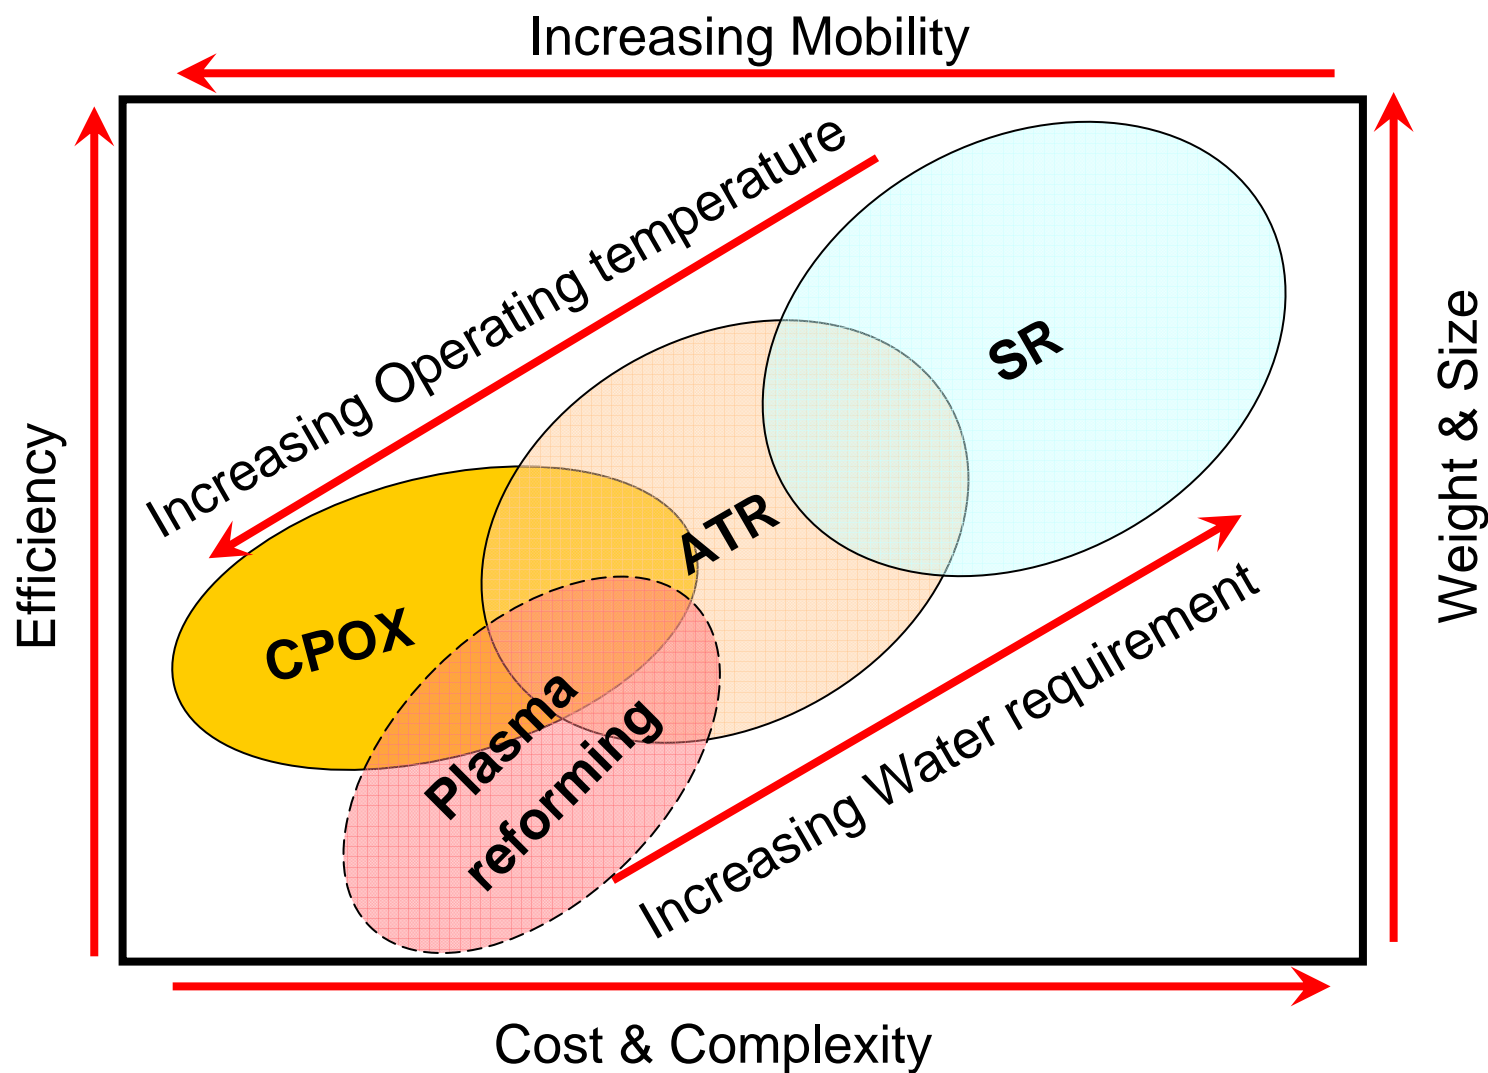 Increasing Mobility
Efficiency
Increasing Operating temperature
SR
Weight & Size
ATR
CPOX
Plasma
reforming
Increasing Water requirement
Cost & Complexity